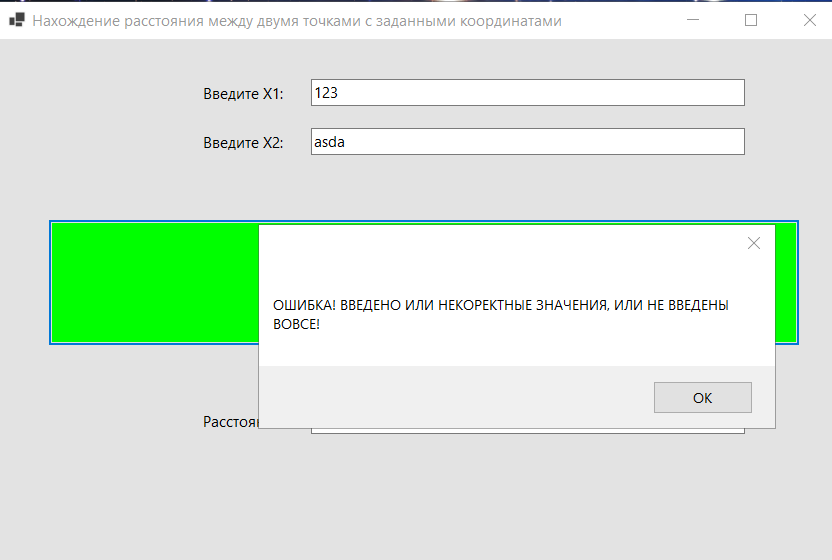 Нахождение расстояния между двумя точками с заданными координатами
Введите X1:
123
Введите X2:
asda
ОШИБКА! ВВЕДЕНО ИЛИ НЕКОРЕКТНЫЕ ЗНАЧЕНИЯ, ИЛИ НЕ ВВЕДЕНЫ
ВОВСЕ!
OK